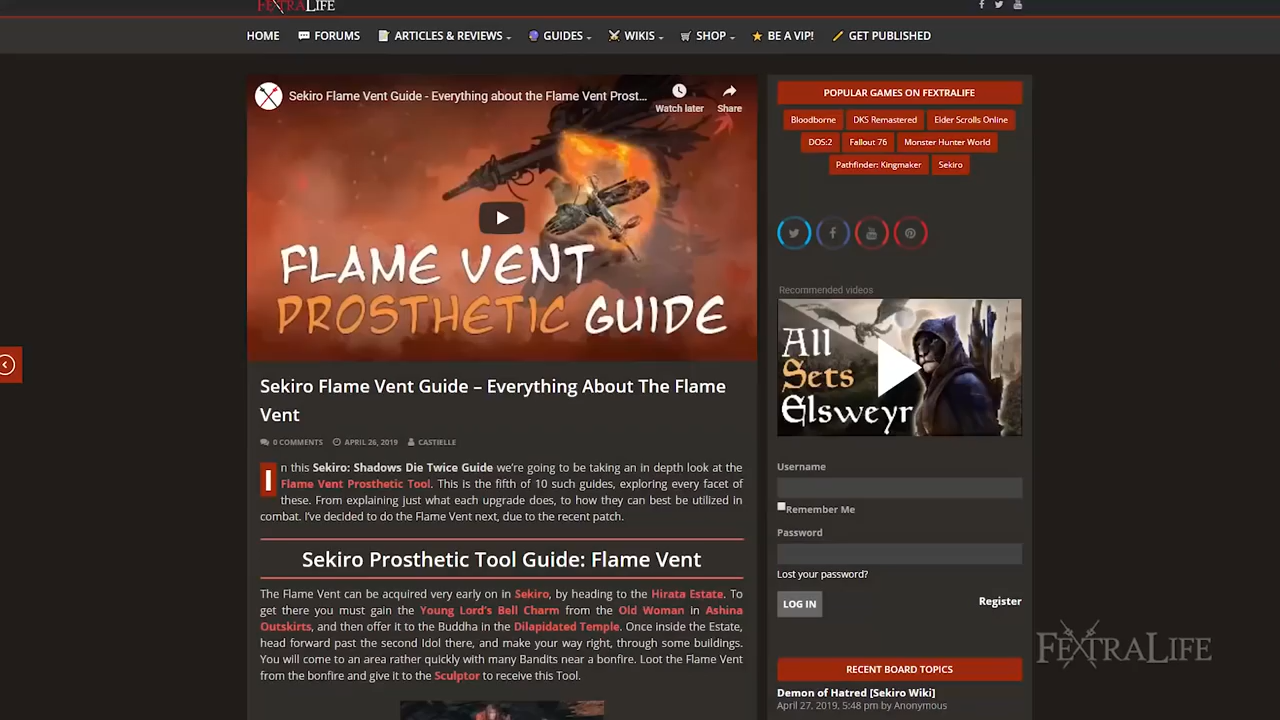 FEXTRALIFE
HOME
FORUMS
ARTICLES & REVIEWS
GUIDES
WIKIS
SHOP
BE A VIP!
GET PUBLISHED
Sekiro Flame Vent Guide - Everything about the Flame Vent Prost...
Watch later
Share
FLAME VENT
PROSTHETIC GUIDE
Sekiro Flame Vent Guide – Everything About The Flame
Vent
0 COMMENTS
APRIL 26, 2019
CASTIELLE
In this Sekiro: Shadows Die Twice Guide we're going to be taking an in depth look at the
Flame Vent Prosthetic Tool. This is the fifth of 10 such guides, exploring every facet of
these. From explaining just what each upgrade does, to how they can best be utilized in
combat. I've decided to do the Flame Vent next, due to the recent patch.
Sekiro Prosthetic Tool Guide: Flame Vent
The Flame Vent can be acquired very early on in Sekiro, by heading to the Hirata Estate. To
get there you must gain the Young Lord's Bell Charm from the Old Woman in Ashina
Outskirts, and then offer it to the Buddha in the Dilapidated Temple. Once inside the Estate,
head forward past the second Idol there, and make your way right, through some buildings.
You will come to an area rather quickly with many Bandits near a bonfire. Loot the Flame Vent
from the bonfire and give it to the Sculptor to receive this Tool.
POPULAR GAMES ON FEXTRALIFE
Bloodborne
DKS Remastered
Elder Scrolls Online
DOS:2
Fallout 76
Monster Hunter World
Pathfinder: Kingmaker
Sekiro
Recommended videos
All
Sets
Elsweyr
Username
Remember Me
Password
Lost your password?
LOG IN
Register
RECENT BOARD TOPICS
Demon of Hatred [Sekiro Wiki]
April 27, 2019, 5:48 pm by Anonymous
FEXTRALIFE